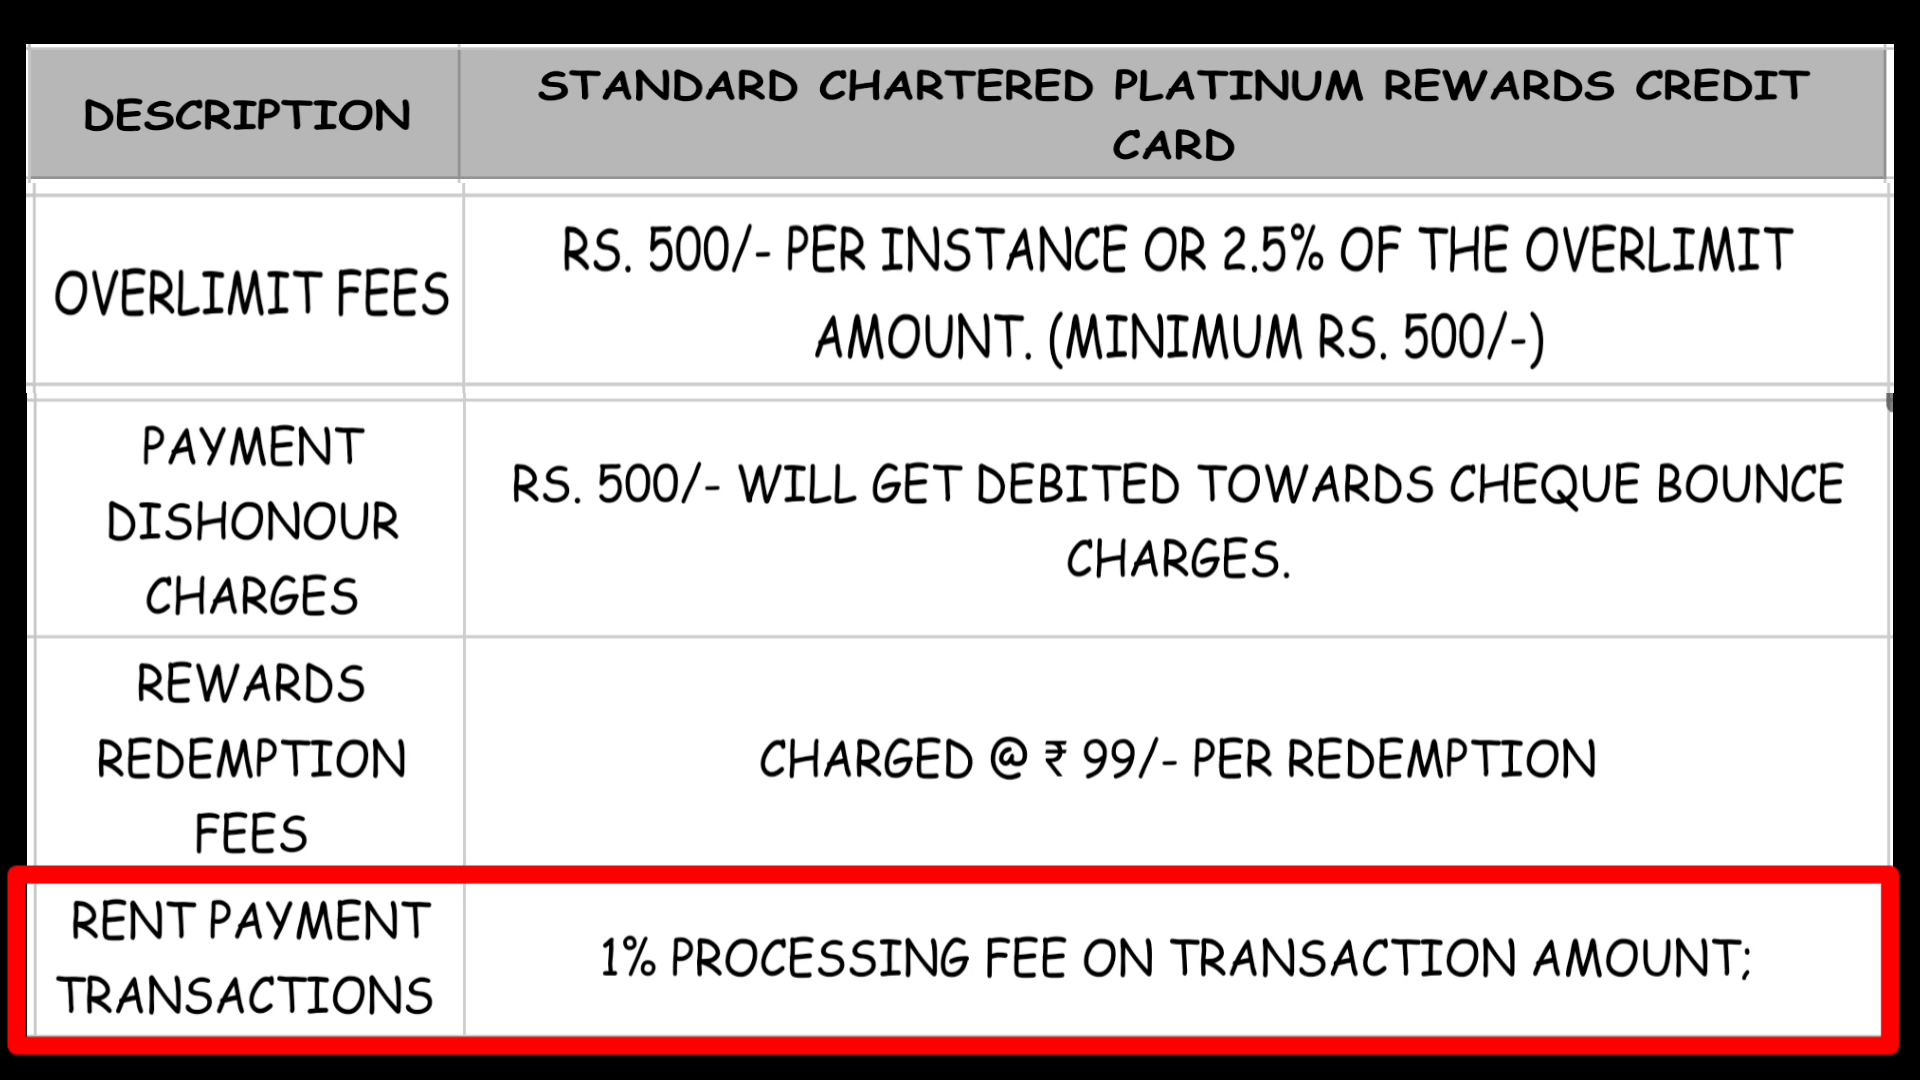 DESCRIPTION
STANDARD CHARTERED PLATINUM REWARDS CREDIT
CARD
OVERLIMIT FEES
RS. 500/- PER INSTANCE OR 2.5% OF THE OVERLIMIT
AMOUNT. (MINIMUM RS. 500/-)
PAYMENT
DISHONOUR
CHARGES
RS. 500/- WILL GET DEBITED TOWARDS CHEQUE BOUNCE
CHARGES.
REWARDS
REDEMPTION
FEES
CHARGED @ ₹ 99/- PER REDEMPTION
RENT PAYMENT
TRANSACTIONS
1% PROCESSING FEE ON TRANSACTION AMOUNT;